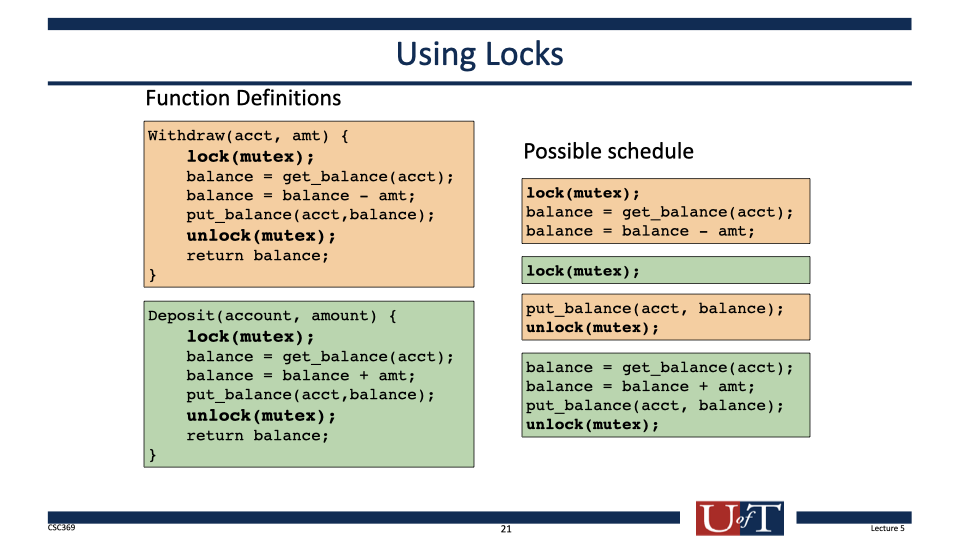 Using Locks
Function Definitions
Withdraw(acct, amt) {
    lock(mutex);
    balance = get_balance(acct);
    balance = balance - amt;
    put_balance(acct,balance);
    unlock(mutex);
    return balance;
}
Deposit(account, amount) {
    lock(mutex);
    balance = get_balance(acct);
    balance = balance + amt;
    put_balance(acct,balance);
    unlock(mutex);
    return balance;
}
Possible schedule
lock(mutex);
balance = get_balance(acct);
balance = balance - amt;
lock(mutex);
put_balance(acct, balance);
unlock(mutex);
balance = get_balance(acct);
balance = balance + amt;
put_balance(acct, balance);
unlock(mutex);
CSC369
21
U of T
Lecture 5